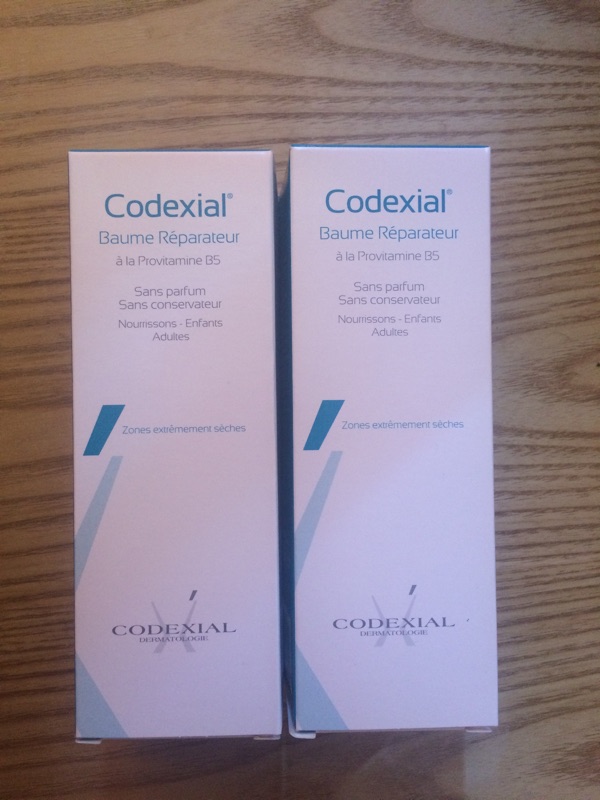 Codexial®
Baume Réparateur
à la Provitamine B5
Sans parfum
Sans conservateur
Nourrissons - Enfants
Adultes
Zones extrêmement sèches
CODEXIAL
DERMATOLOGIE
Codexial®
Baume Réparateur
à la Provitamine B5
Sans parfum
Sans conservateur
Nourrissons - Enfants
Adultes
Zones extrêmement sèches
CODEXIAL
DERMATOLOGIE